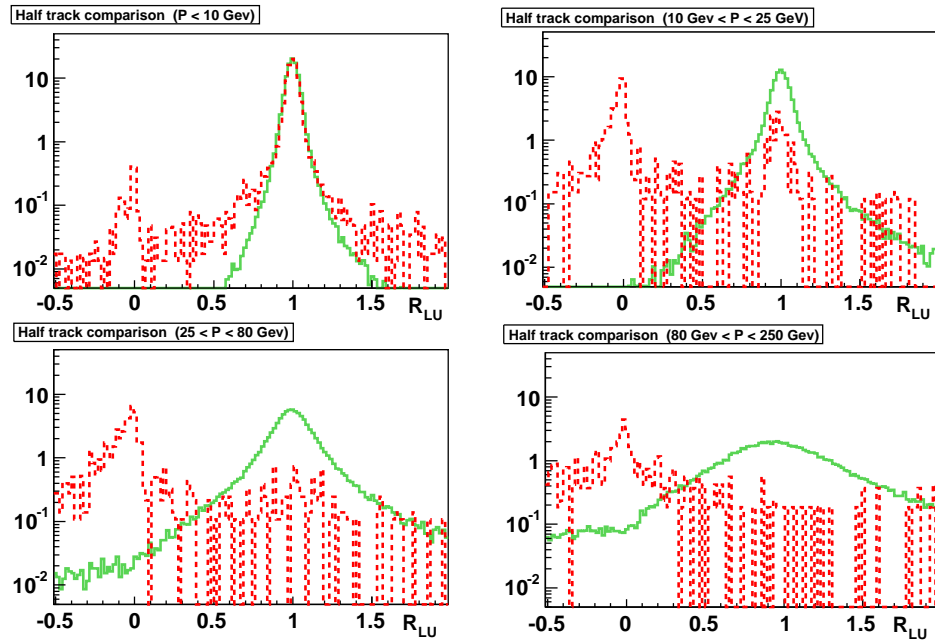 Half track comparison (P < 10 Gev)
10
1
10-1
10-2
-0.5 0 0.5 1 1.5 RLU
Half track comparison (10 Gev < P < 25 GeV)
10
1
10-1
10-2
-0.5 0 0.5 1 1.5 RLU
Half track comparison (25 < P < 80 Gev)
10
1
10-1
10-2
-0.5 0 0.5 1 1.5 RLU
Half track comparison (80 Gev < P < 250 GeV)
10
1
10-1
10-2
-0.5 0 0.5 1 1.5 RLU